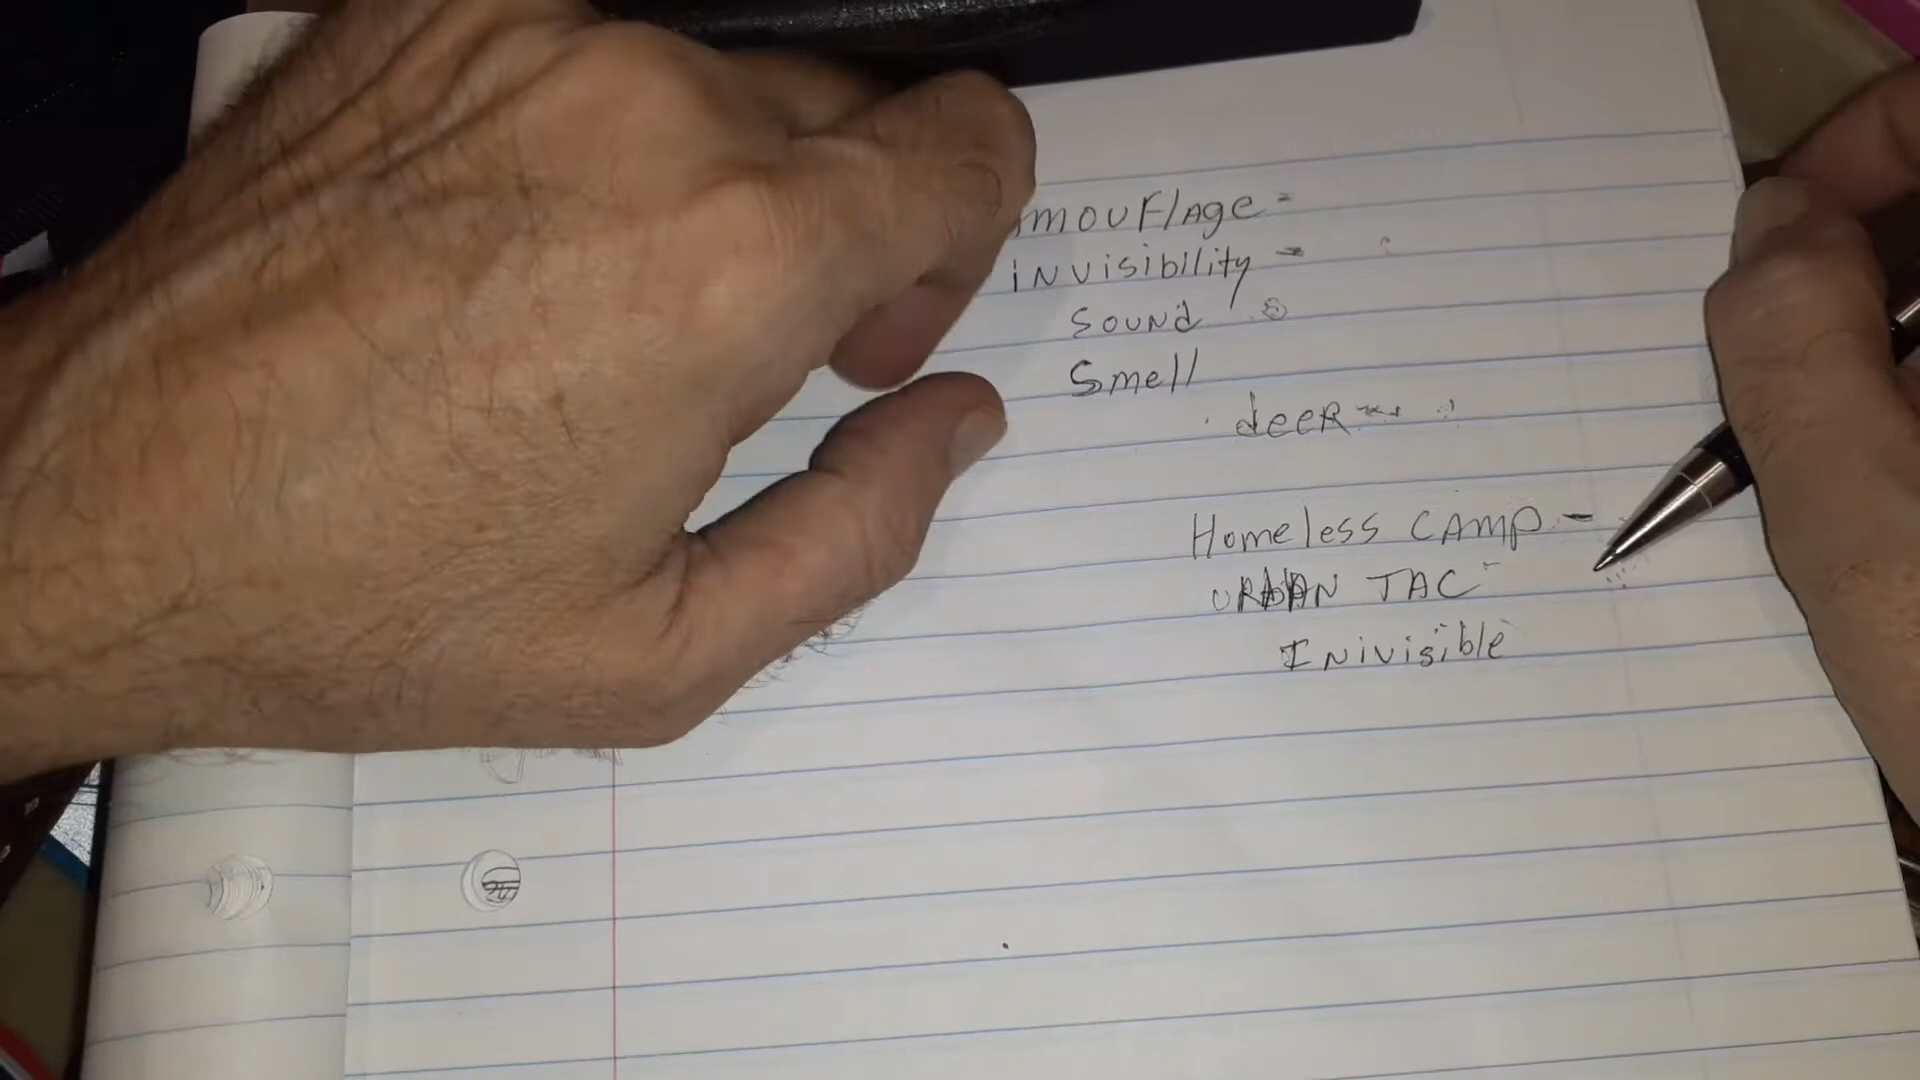 mouflage =
invisibility =
Sound
Smell
deer
Homeless Camp -
URBAN TAC
Inivisible